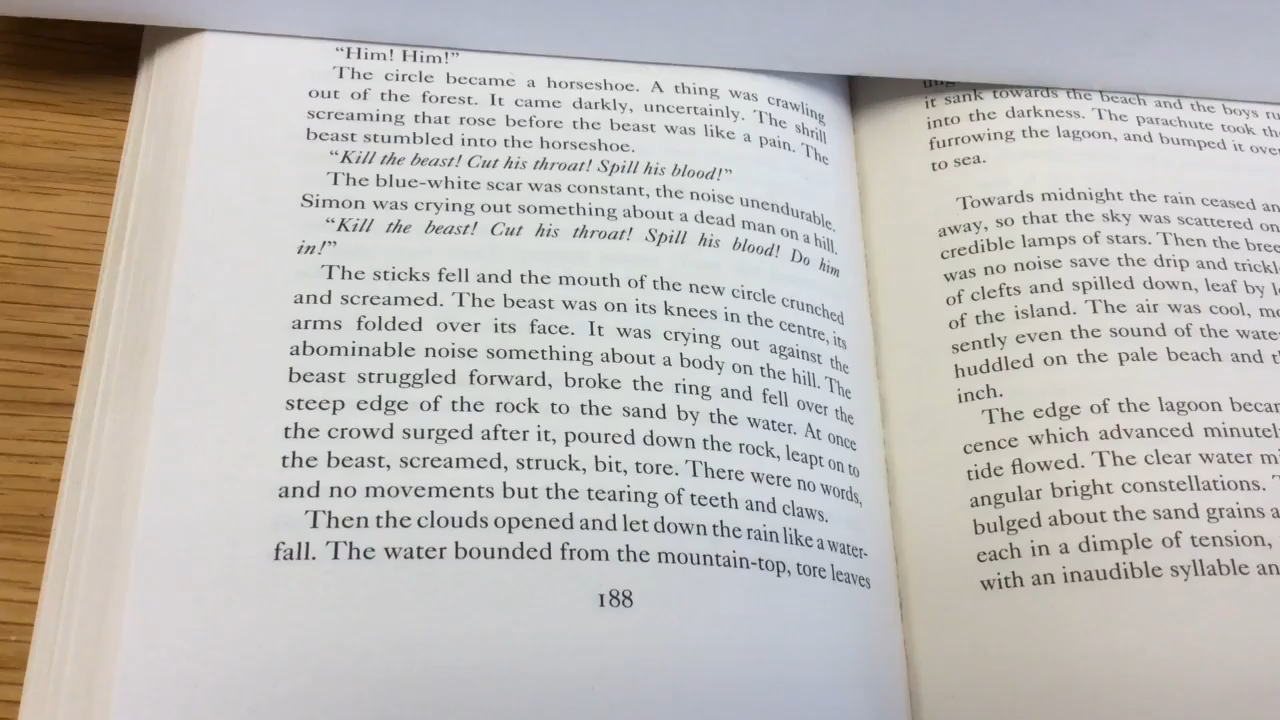 “Him! Him!”
The circle became a horseshoe. A thing was crawling
out of the forest. It came darkly, uncertainly. The shrill
screaming that rose before the beast was like a pain. The
beast stumbled into the horseshoe.
“Kill the beast! Cut his throat! Spill his blood!”
The blue-white scar was constant, the noise unendurable.
Simon was crying out something about a dead man on a hill.
“Kill the beast! Cut his throat! Spill his blood! Do him
in!”
The sticks fell and the mouth of the new circle crunched
and screamed. The beast was on its knees in the centre, its
arms folded over its face. It was crying out against the
abominable noise something about a body on the hill. The
beast struggled forward, broke the ring and fell over the
steep edge of the rock to the sand by the water. At once
the crowd surged after it, poured down the rock, leapt on to
the beast, screamed, struck, bit, tore. There were no words,
and no movements but the tearing of teeth and claws.
Then the clouds opened and let down the rain like a water-
fall. The water bounded from the mountain-top, tore leaves
188
it sank towards the beach and the boys
into the darkness. The parachute took
furrowing the lagoon, and bumped it over
to sea.
Towards midnight the rain ceased
away, so that the sky was scattered
credible lamps of stars. Then the
was no noise save the drip and
of clefts and spilled down, leaf by
of the island. The air was cool,
sently even the sound of the
huddled on the pale beach and
inch.
The edge of the lagoon
cence which advanced
tide flowed. The clear water
angular bright constellations.
bulged about the sand grains
each in a dimple of tension,
with an inaudible syllable